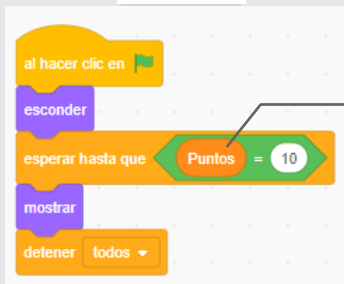 al hacer clic en
esconder
esperar hasta que Puntos = 10
mostrar
detener todos